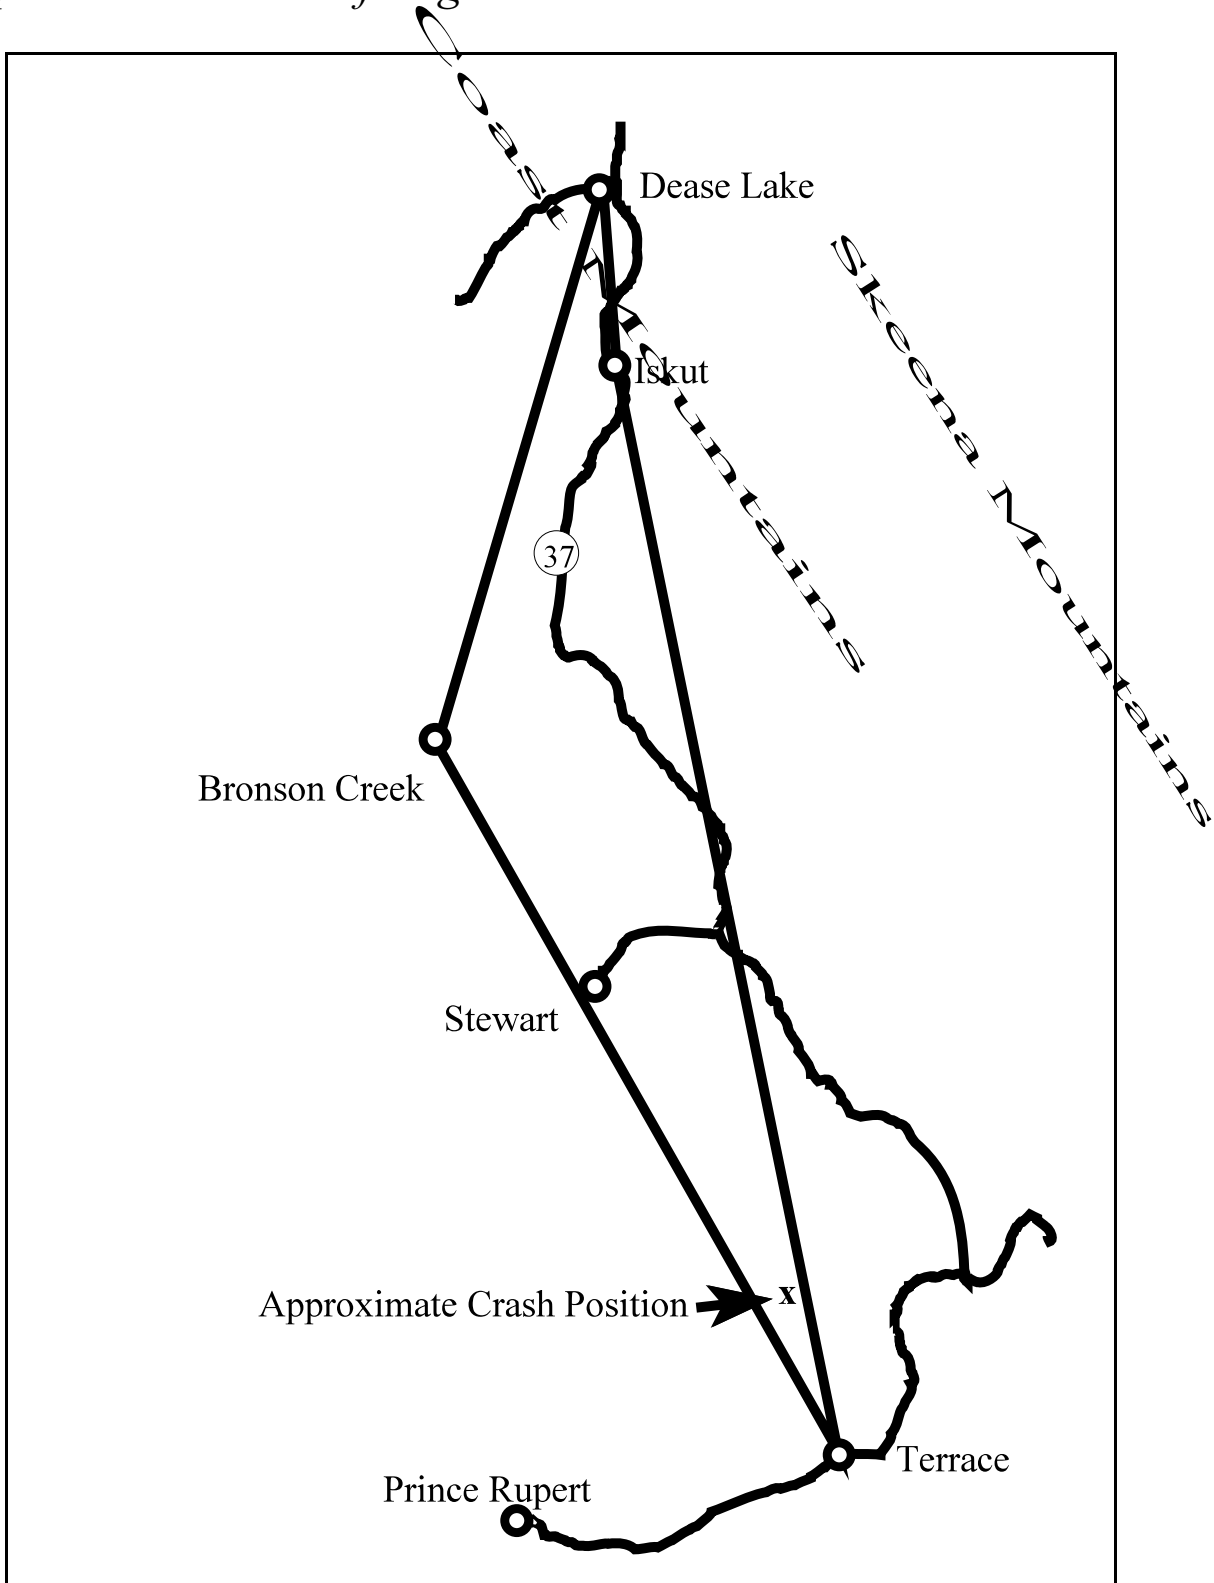 Coast Mountains
Dease Lake
Skeena Mountains
Iskut
37
Bronson Creek
Stewart
Approximate Crash Position
x
Terrace
Prince Rupert